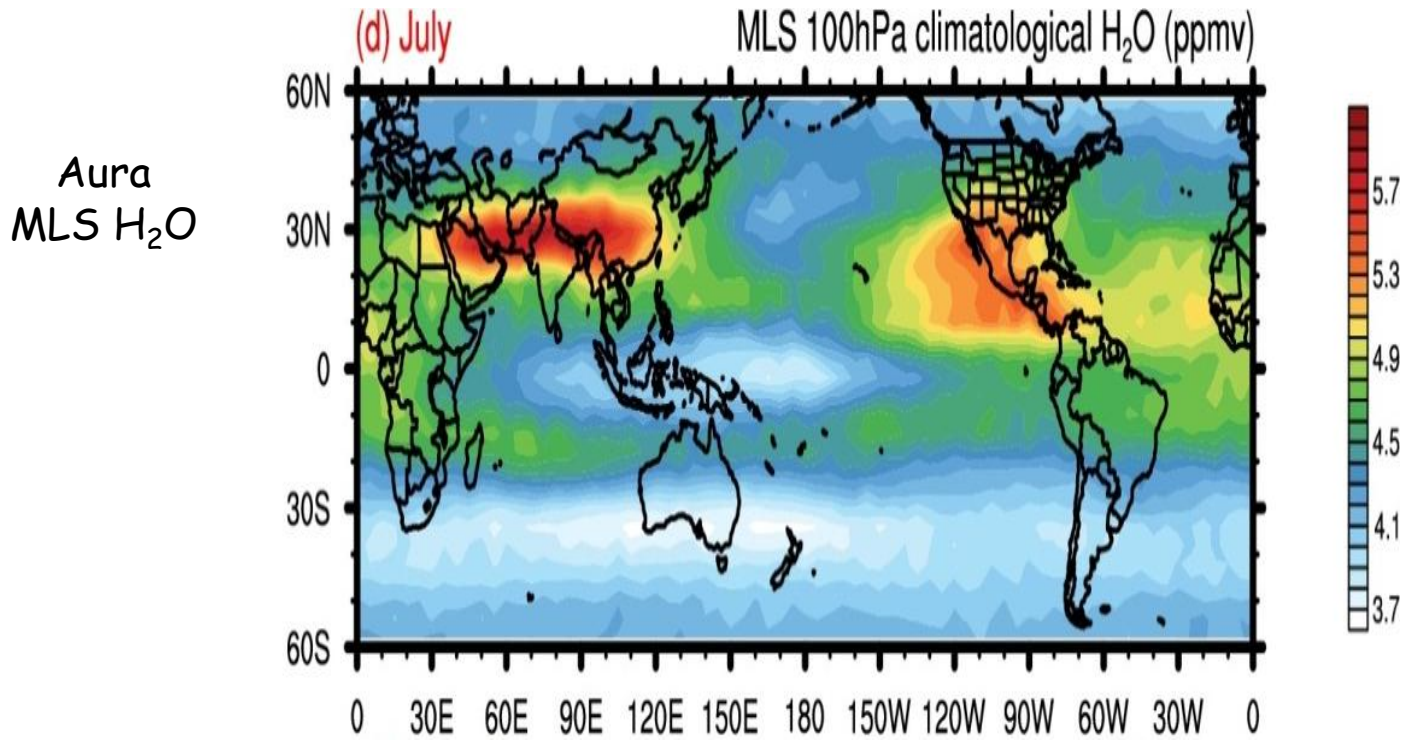 (d) July
MLS 100hPa climatological H₂O (ppmv)
Aura
MLS H₂O
60N
30N
0
30S
60S
0 30E 60E 90E 120E 150E 180 150W 120W 90W 60W 30W 0
5.7
5.3
4.9
4.5
4.1
3.7